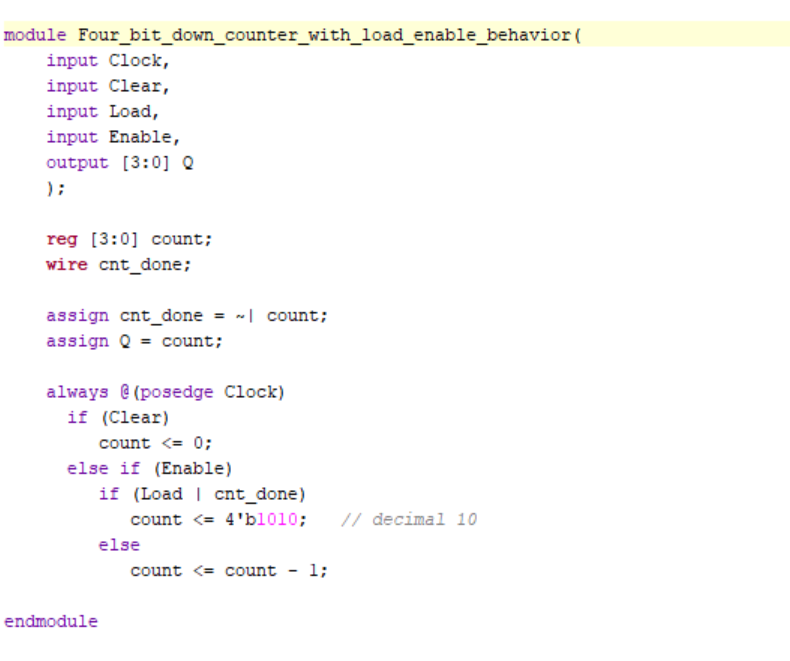 module Four_bit_down_counter_with_load_enable_behavior(
    input Clock,
    input Clear,
    input Load,
    input Enable,
    output [3:0] Q
    );

    reg [3:0] count;
    wire cnt_done;

    assign cnt_done = ~| count;
    assign Q = count;

    always @(posedge Clock)
      if (Clear)
         count <= 0;
      else if (Enable)
         if (Load | cnt_done)
            count <= 4'b1010;   // decimal 10
         else
            count <= count - 1;

endmodule